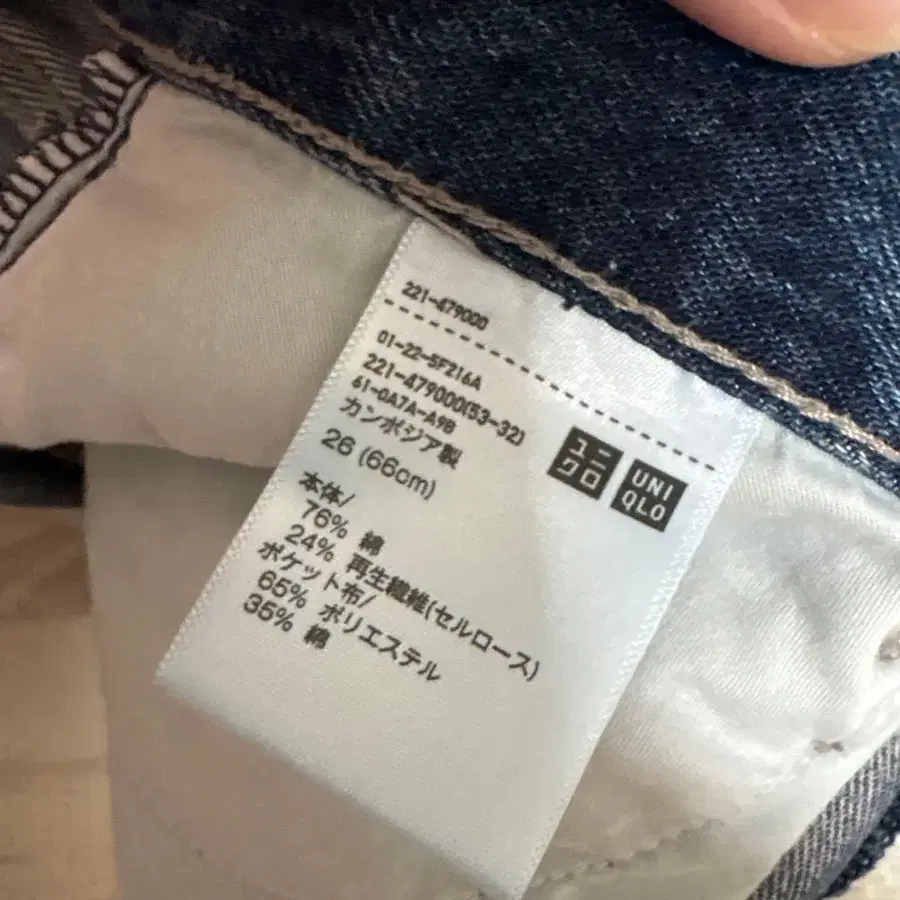 221-479000
01-22-5FZ16A
221-479000(53-32)
61-0A7A-A9B
カンボジア製
26 (66cm)
ユニ
クロ
UNI
QLO
本体/
76% 綿
24% 再生繊維(セルロース)
ポケット布/
65% ポリエステル
35% 綿